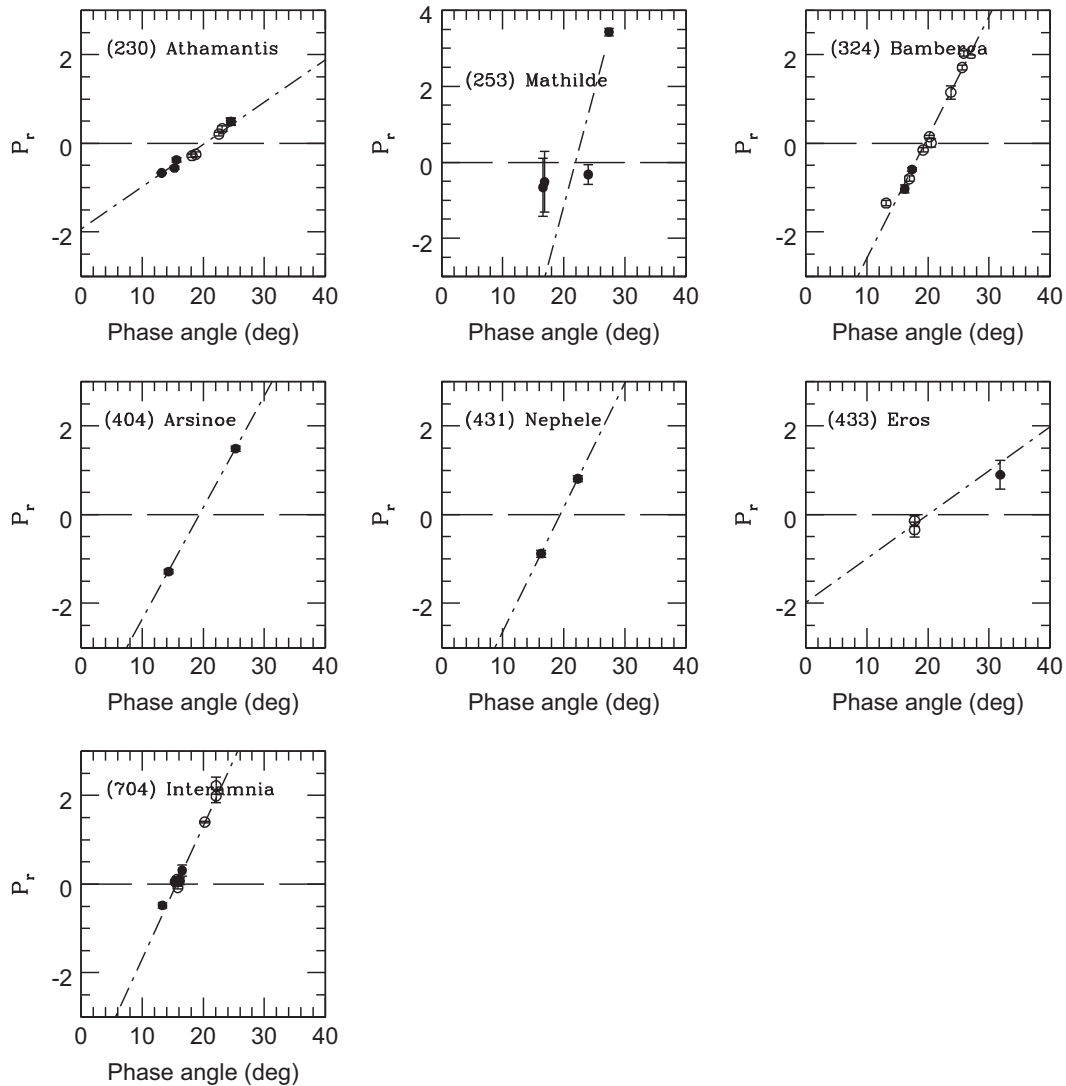 (230) Athamantis
2
0
-2
P_r
0 10 20 30 40
Phase angle (deg)
(253) Mathilde
4
2
0
-2
P_r
0 10 20 30 40
Phase angle (deg)
(324) Bamberga
2
0
-2
P_r
0 10 20 30 40
Phase angle (deg)
(404) Arsinoe
2
0
-2
P_r
0 10 20 30 40
Phase angle (deg)
(431) Nephele
2
0
-2
P_r
0 10 20 30 40
Phase angle (deg)
(433) Eros
2
0
-2
P_r
0 10 20 30 40
Phase angle (deg)
(704) Interamnia
2
0
-2
P_r
0 10 20 30 40
Phase angle (deg)